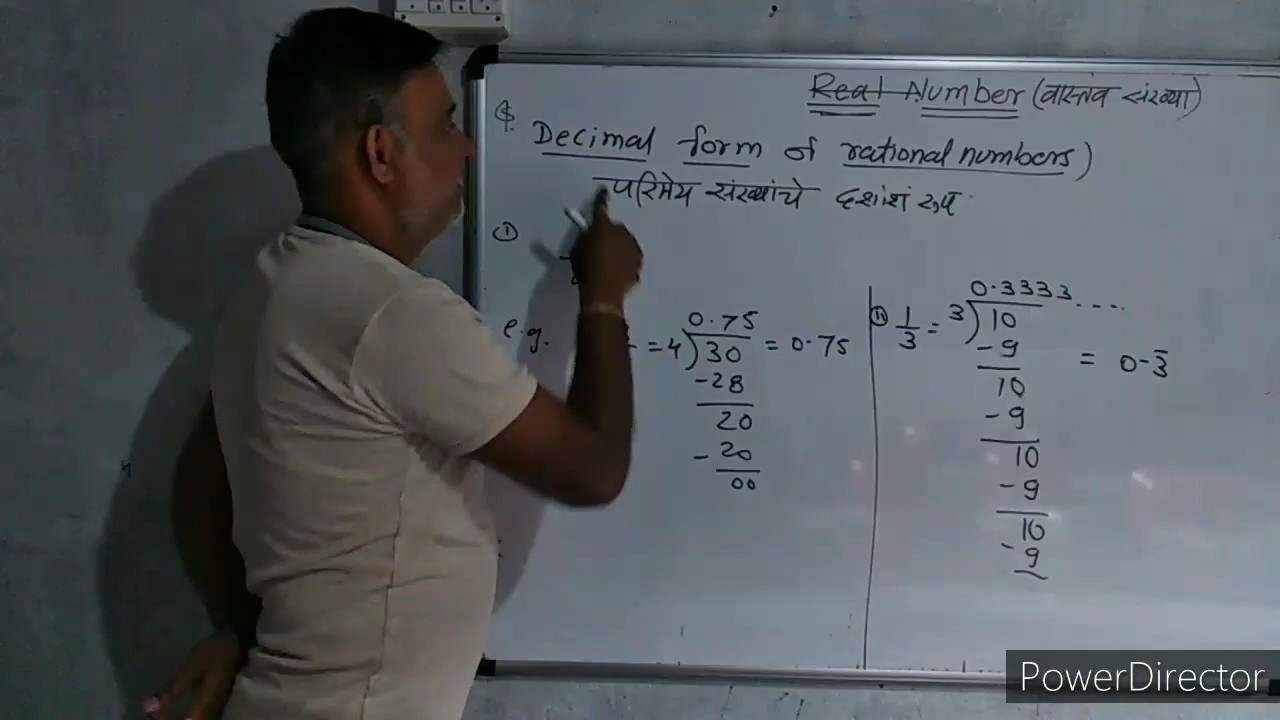 Real Number (वास्तव संख्या)
Q. Decimal form of rational numbers)
परिमेय संख्यांचे दशांश रूप
①
e.g.
= 4) 30 = 0.75
0.75
-28
20
- 20
00
0.3333....
ⓘⓘ 1/3 = 3) 10
- 9
= 0.3̅
10
- 9
10
- 9
10
- 9
PowerDirector